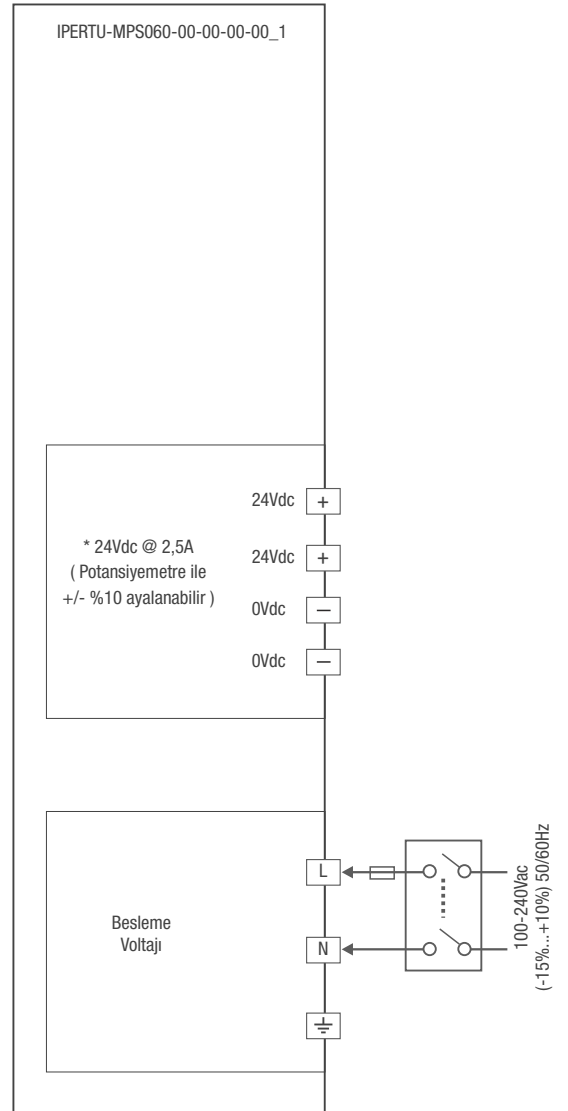 IPERTU-MPS060-00-00-00-00_1
24Vdc +
* 24Vdc @ 2,5A
( Potansiyemetre ile
+/- %10 ayalanabilir )
24Vdc +
0Vdc −
0Vdc −
Besleme
Voltajı
L
N
100-240Vac
(-15%...+10%) 50/60Hz